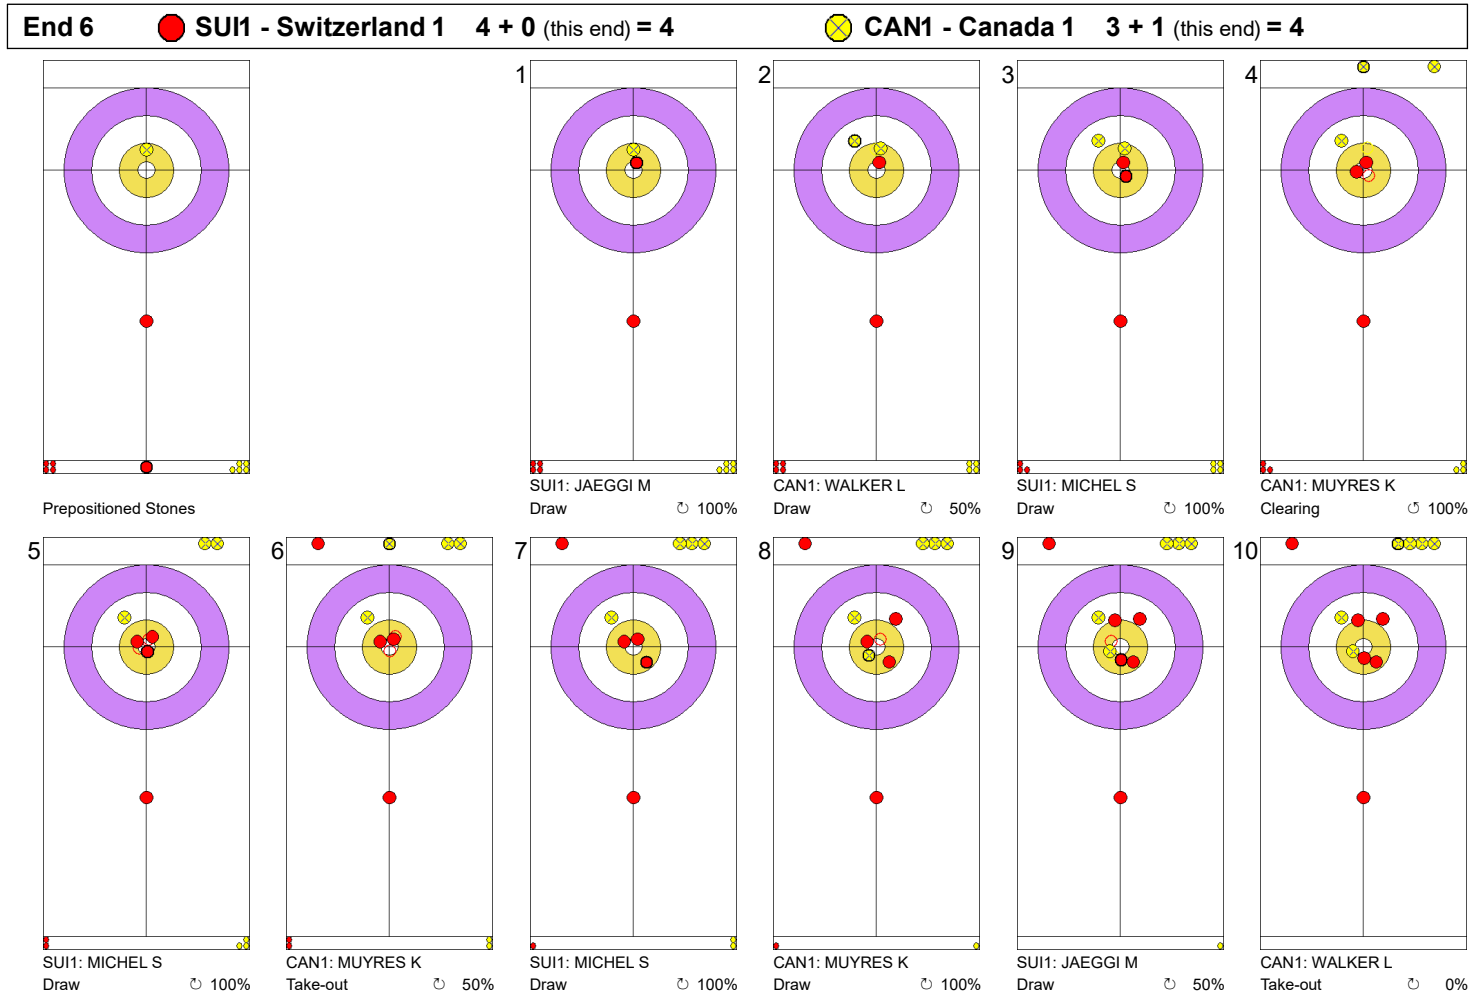 End 6 SUI1 - Switzerland 1 4 + 0 (this end) = 4 CAN1 - Canada 1 3 + 1 (this end) = 4
1 2 3 4
SUI1: JAEGGI M CAN1: WALKER L SUI1: MICHEL S CAN1: MUYRES K
Prepositioned Stones Draw 100% Draw 50% Draw 100% Clearing 100%
5 6 7 8 9 10
SUI1: MICHEL S CAN1: MUYRES K SUI1: MICHEL S CAN1: MUYRES K SUI1: JAEGGI M CAN1: WALKER L
Draw 100% Take-out 50% Draw 100% Draw 100% Draw 50% Take-out 0%